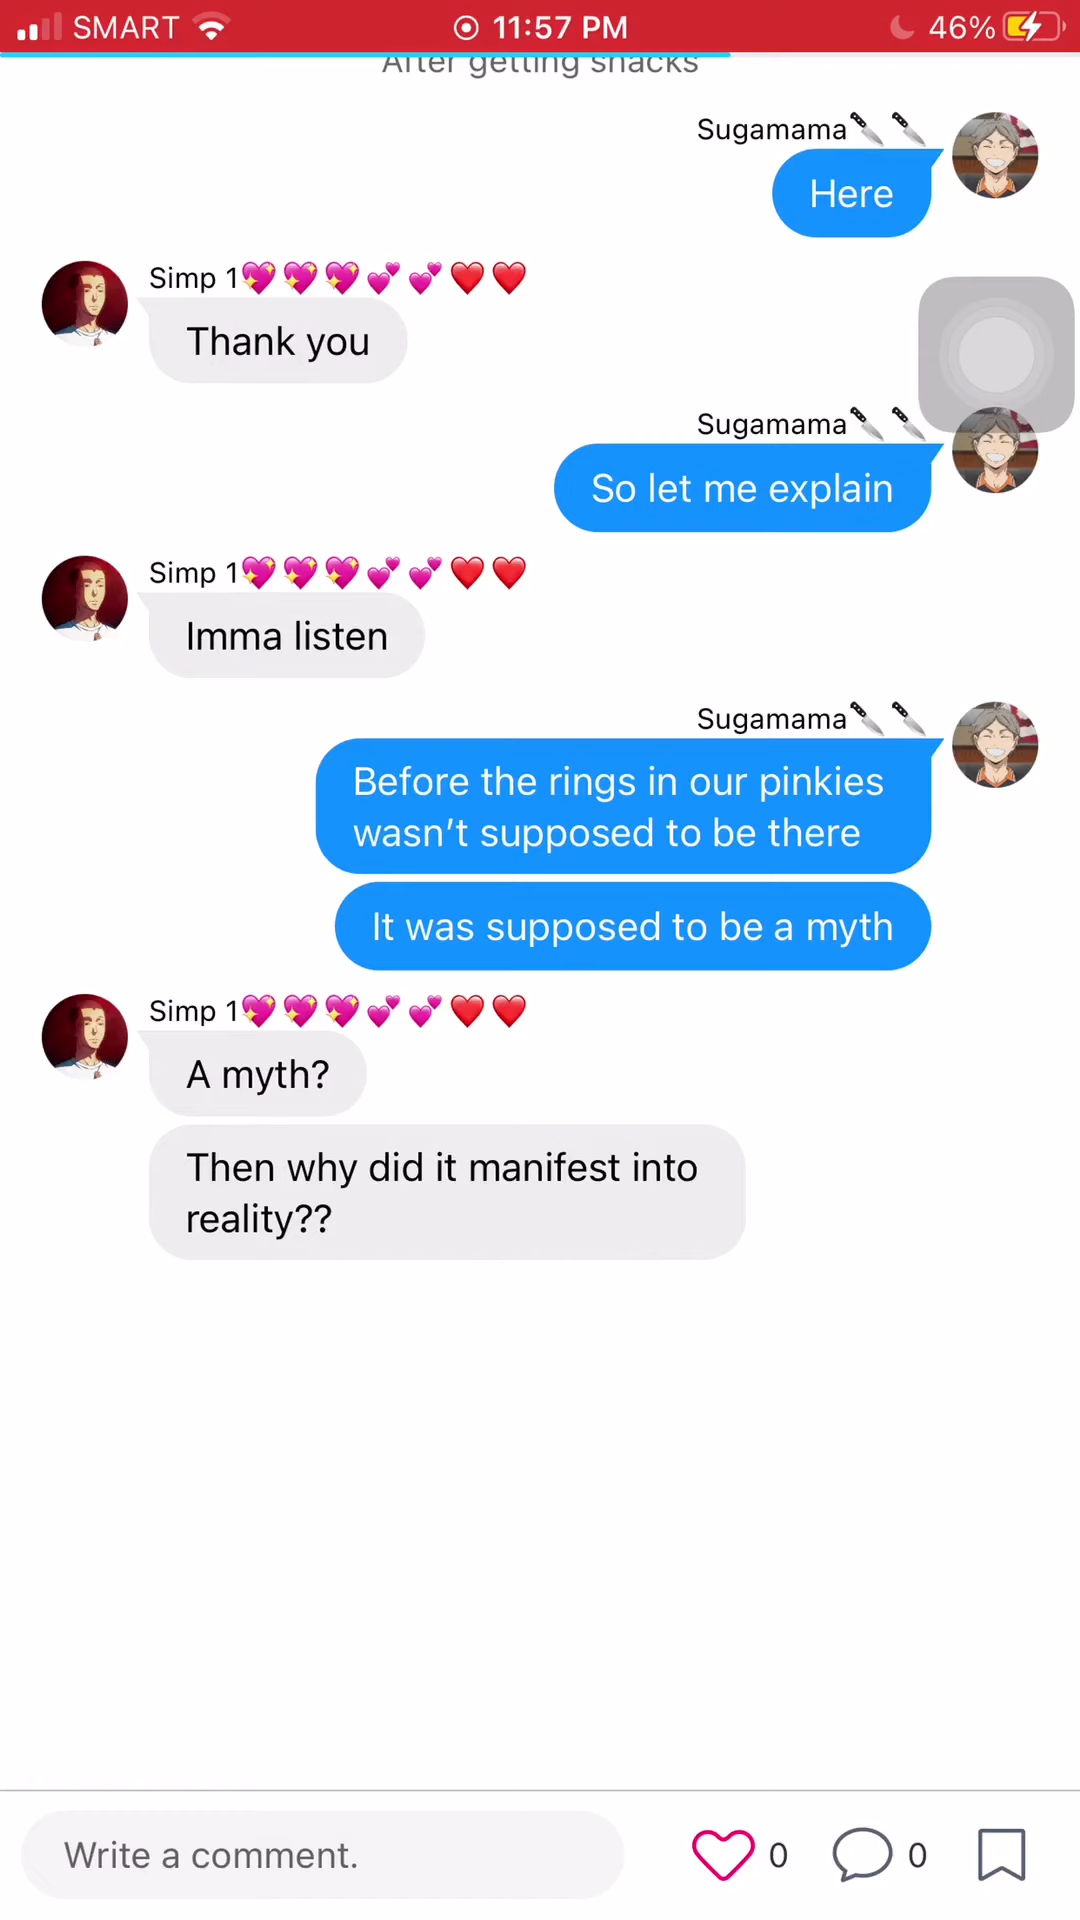 SMART 11:57 PM 46%
After getting snacks
Sugamama🔪🔪
Here
Simp 1💖💖💖💕💕❤️❤️
Thank you
Sugamama🔪🔪
So let me explain
Simp 1💖💖💖💕💕❤️❤️
Imma listen
Sugamama🔪🔪
Before the rings in our pinkies
wasn't supposed to be there
It was supposed to be a myth
Simp 1💖💖💖💕💕❤️❤️
A myth?
Then why did it manifest into
reality??
Write a comment. 0 0